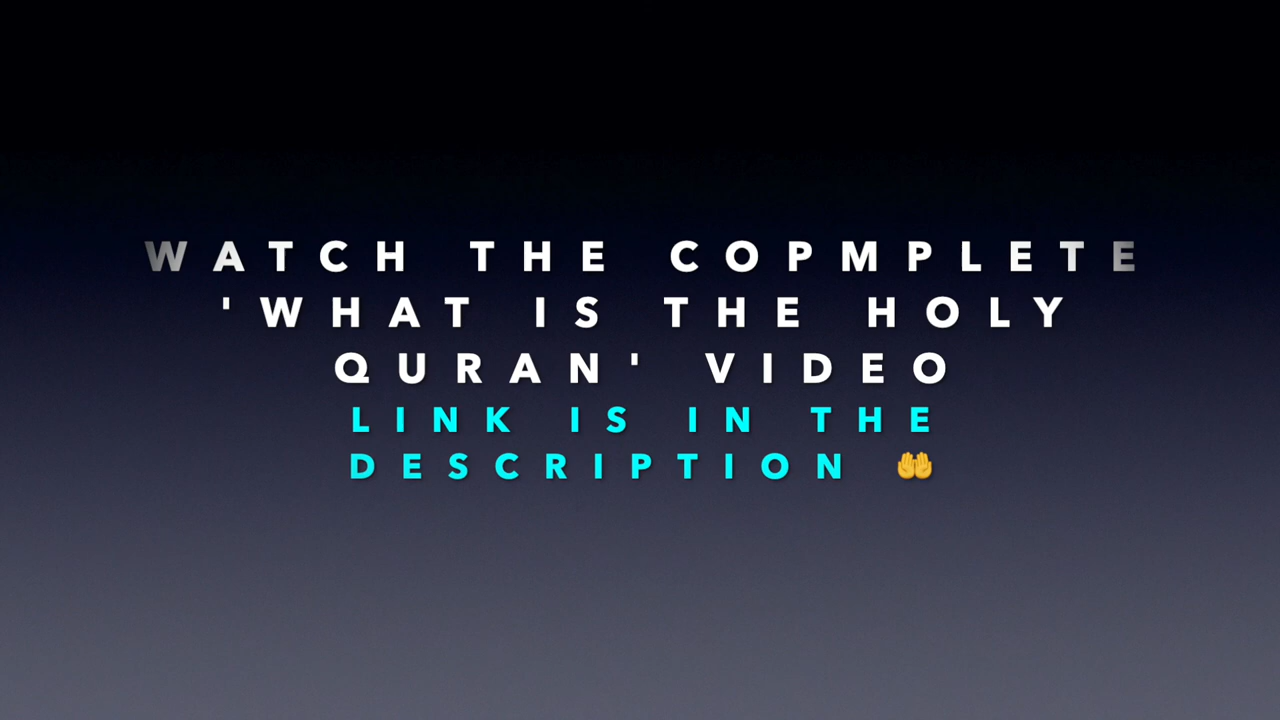 WATCH THE COPMPLETE
'WHAT IS THE HOLY
QURAN' VIDEO
LINK IS IN THE
DESCRIPTION 🤲